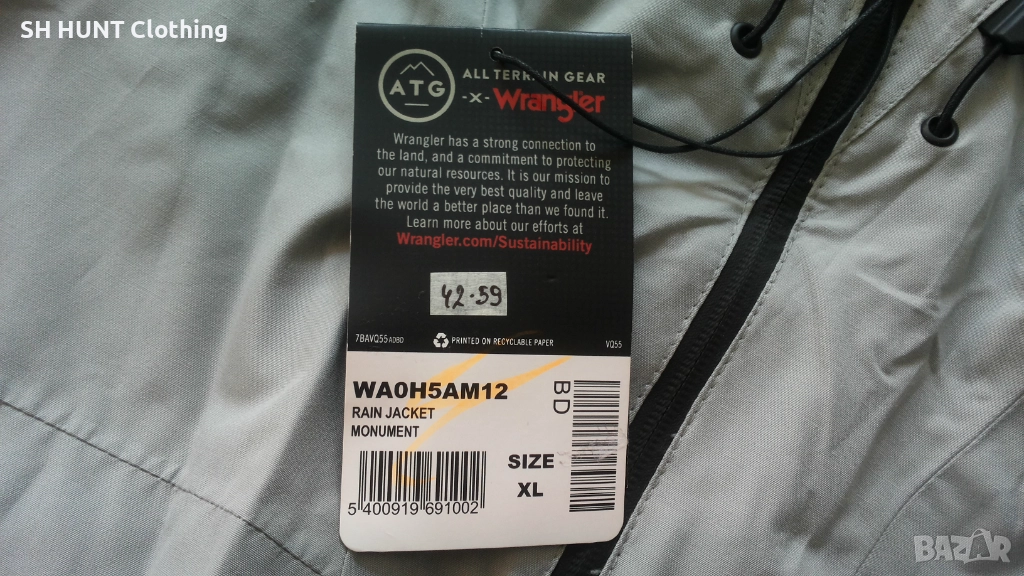 SH HUNT Clothing
ATG
ALL TERRAIN GEAR
-X- Wrangler
Wrangler has a strong connection to
the land, and a commitment to protecting
our natural resources. It is our mission to
provide the very best quality and leave
the world a better place than we found it.
Learn more about our efforts at
Wrangler.com/Sustainability
42.59
7BAVQ55 ADBD PRINTED ON RECYCLABLE PAPER VQ55
WA0H5AM12
RAIN JACKET
MONUMENT
BD
SIZE
XL
5 400919 691002
BAZAR